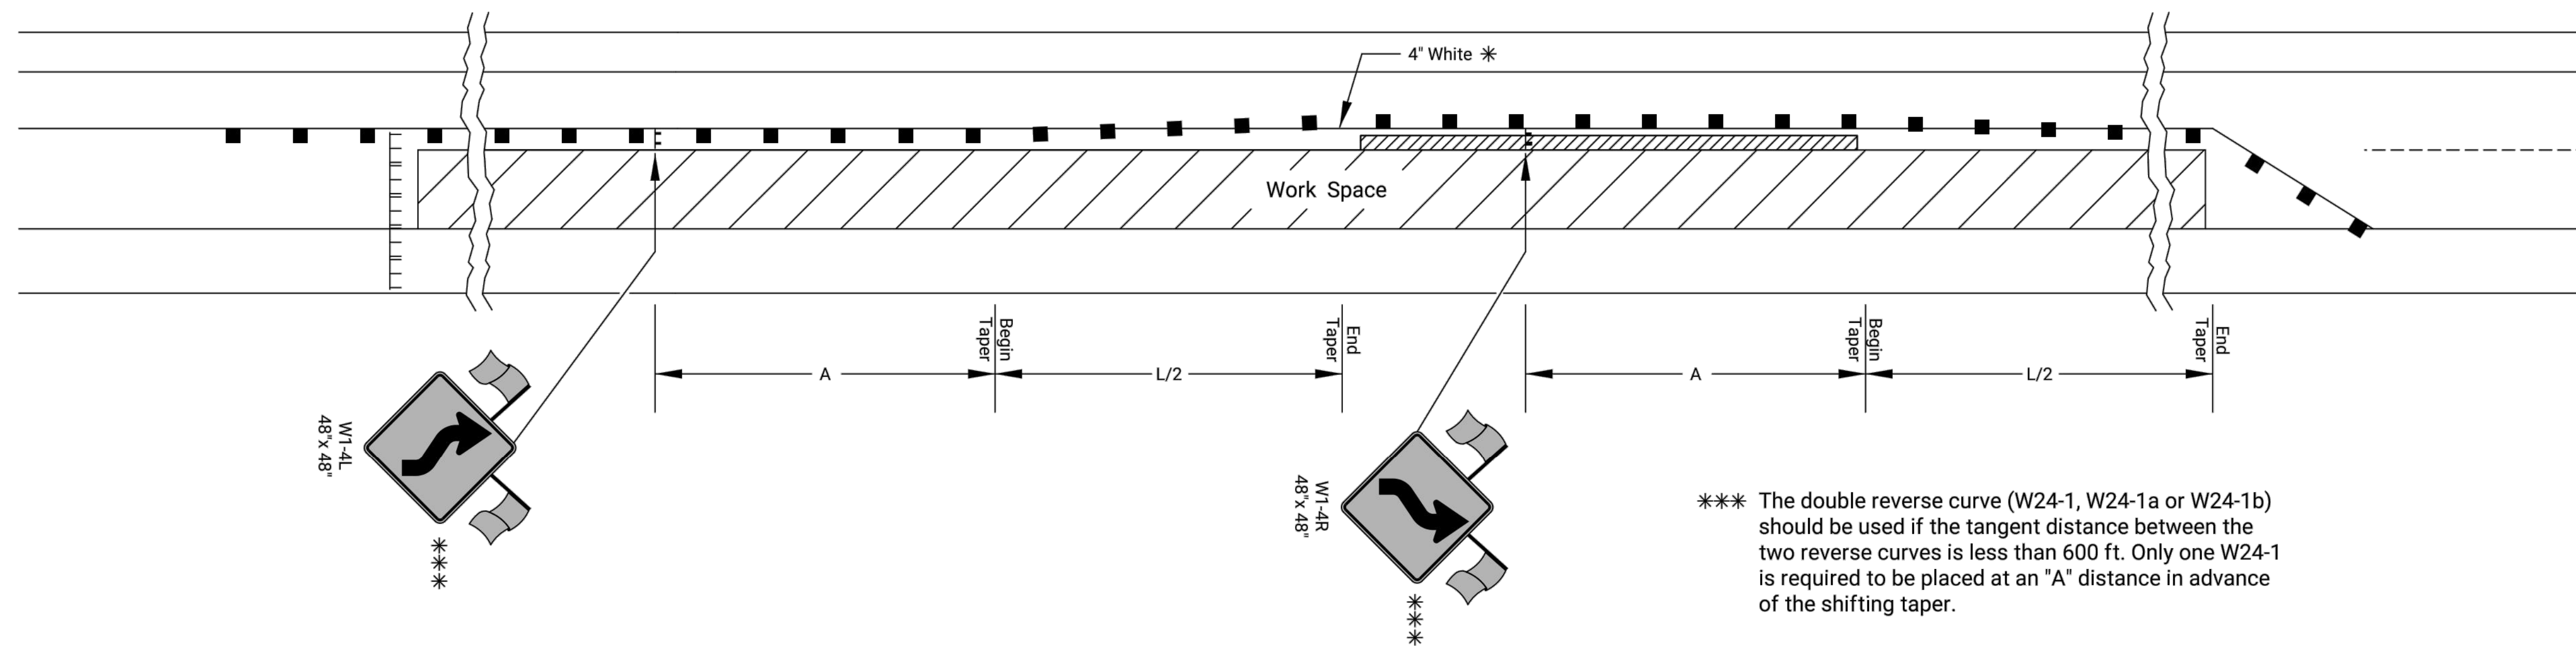 4" White ✳
Work Space
Begin
Taper
End
Taper
Begin
Taper
End
Taper
A
L/2
A
L/2
W1-4L
48"x 48"
✳✳✳
W1-4R
48"x 48"
✳✳✳
✳✳✳ The double reverse curve (W24-1, W24-1a or W24-1b)
should be used if the tangent distance between the
two reverse curves is less than 600 ft. Only one W24-1
is required to be placed at an "A" distance in advance
of the shifting taper.